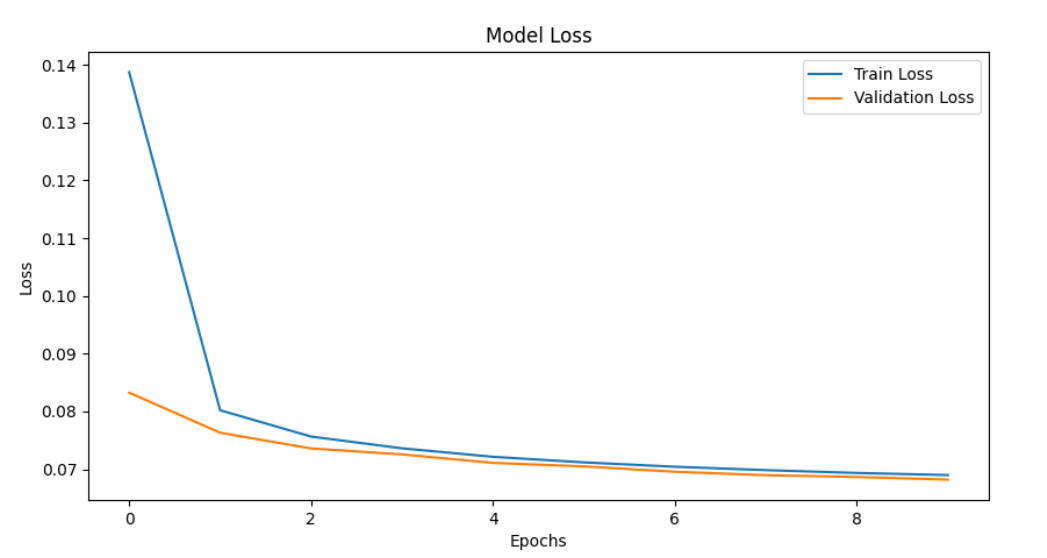 Model Loss
0.14
0.13
0.12
0.11
0.10
0.09
0.08
0.07
Loss
Train Loss
Validation Loss
0 2 4 6 8
Epochs